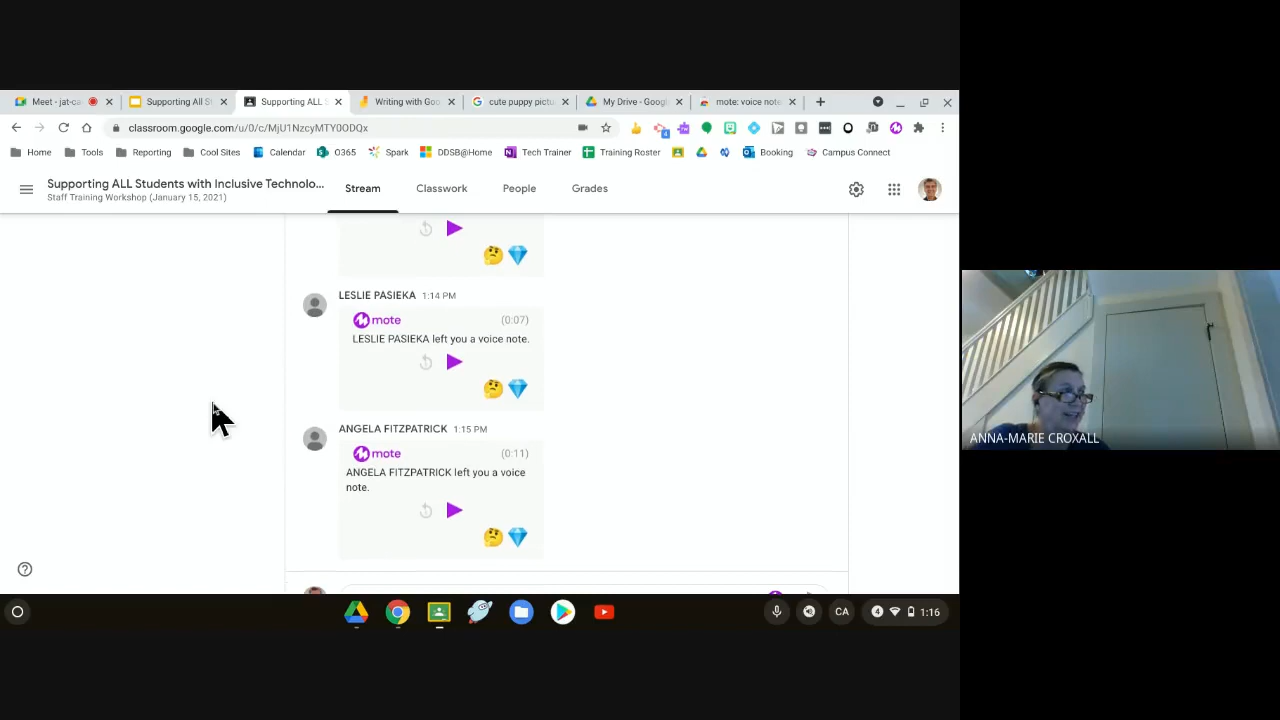 Meet - jat-ca
Supporting All St
Supporting ALL S
Writing with Goo
cute puppy pictu
My Drive - Googl
mote: voice note
classroom.google.com/u/0/c/MjU1NzcyMTY0ODQx
Home
Tools
Reporting
Cool Sites
Calendar
O365
Spark
DDSB@Home
Tech Trainer
Training Roster
Booking
Campus Connect
Supporting ALL Students with Inclusive Technolo...
Staff Training Workshop (January 15, 2021)
Stream
Classwork
People
Grades
LESLIE PASIEKA 1:14 PM
mote (0:07)
LESLIE PASIEKA left you a voice note.
ANGELA FITZPATRICK 1:15 PM
mote (0:11)
ANGELA FITZPATRICK left you a voice
note.
CA
4
1:16
ANNA-MARIE CROXALL